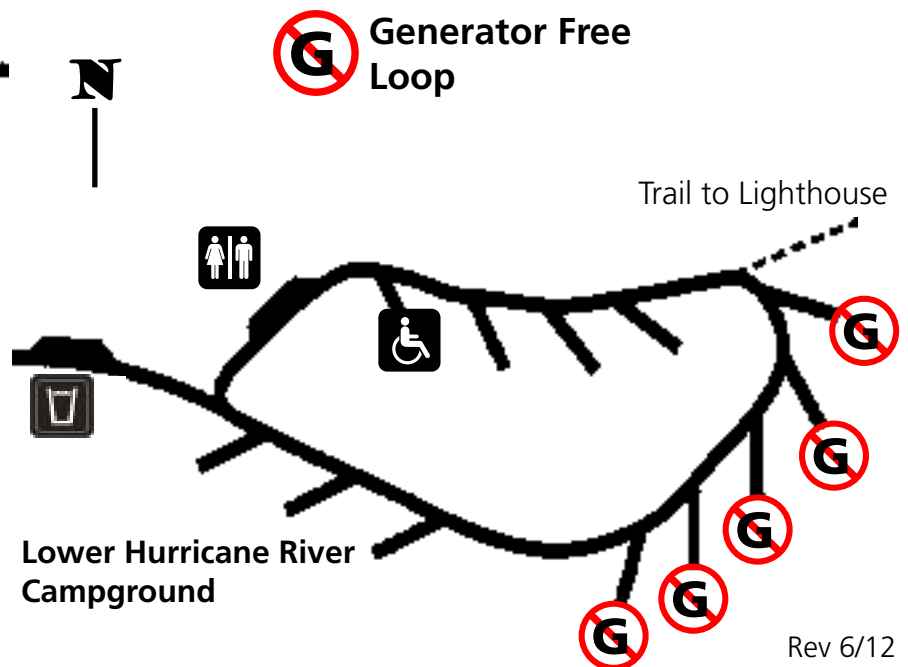 G
Generator Free
Loop
N
Trail to Lighthouse
G
G
G
G
G
Lower Hurricane River
Campground
Rev 6/12